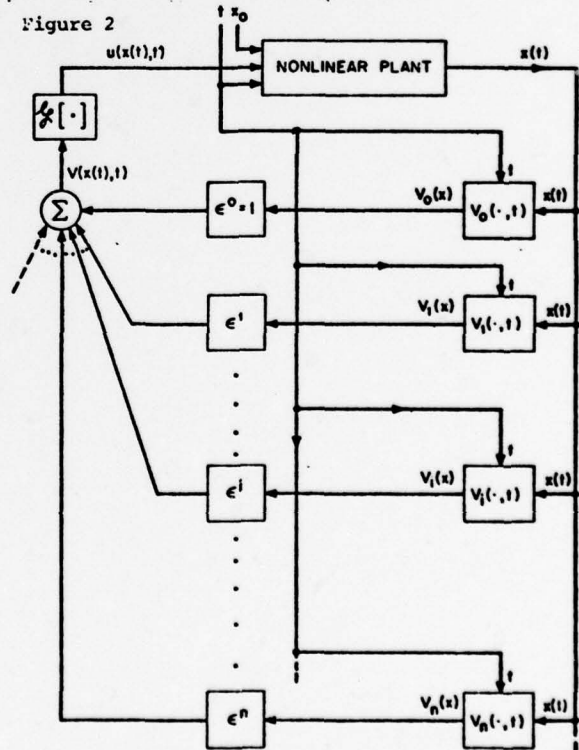 Figure 2
t x₀
u(x(t),t)
NONLINEAR PLANT
x(t)
[·]
V(x(t),t)
t
Σ
ϵ⁰=1
V₀(x)
V₀(·,t)
x(t)
t
ϵ¹
V₁(x)
V₁(·,t)
x(t)
t
ϵⁱ
Vᵢ(x)
Vᵢ(·,t)
x(t)
t
ϵⁿ
Vₙ(x)
Vₙ(·,t)
x(t)